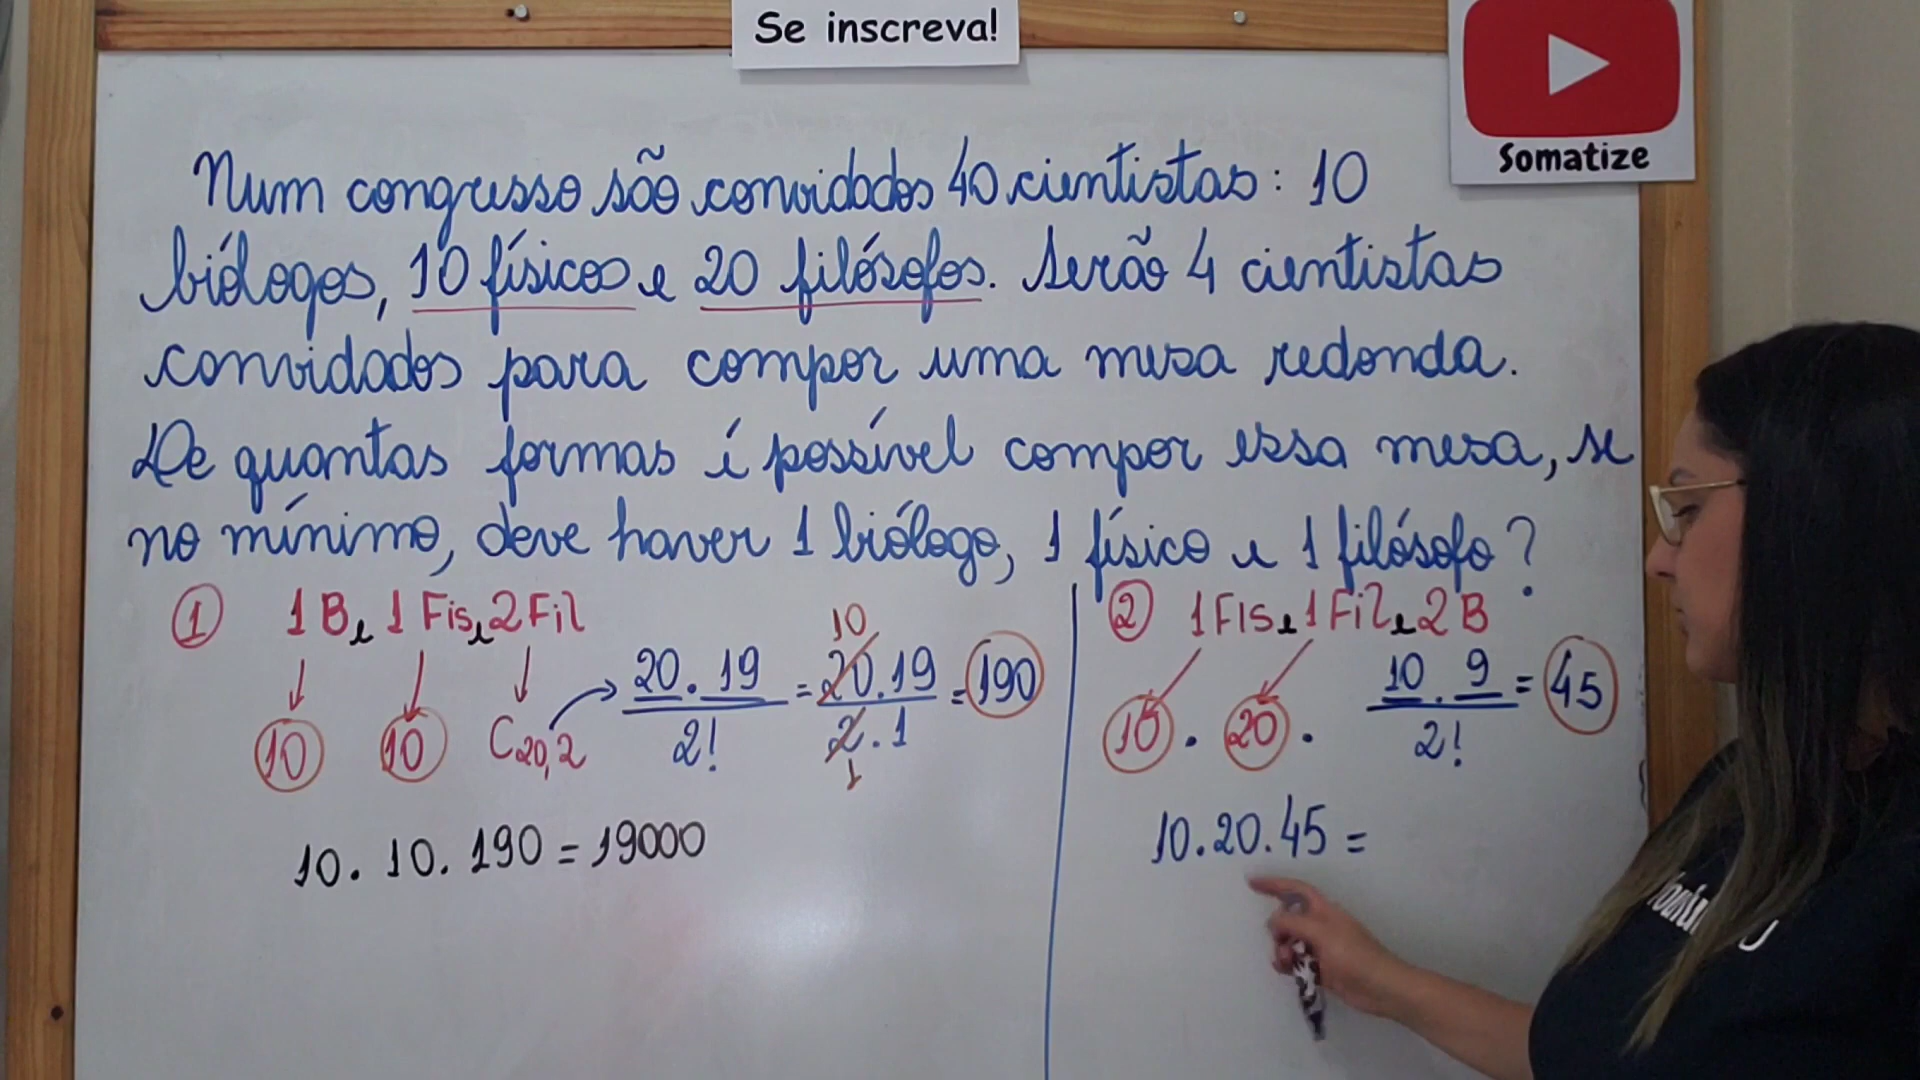 Se inscreva!
Somatize
Num congresso são convidados 40 cientistas: 10
biólogos, 10 físicos e 20 filósofos. Serão 4 cientistas
convidados para compor uma mesa redonda.
De quantas formas é possível compor essa mesa, se
no mínimo, deve haver 1 biólogo, 1 físico e 1 filósofo?
1 1 B e 1 Fis e 2 Fil
10 10 C20,2 20.19/2! = 20.19/2.1 = 190
10
1
10. 10. 190 = 19000
2 1 FIS e 1 Fil e 2 B
10 . 20 . 10.9/2! = 45
10.20.45 =